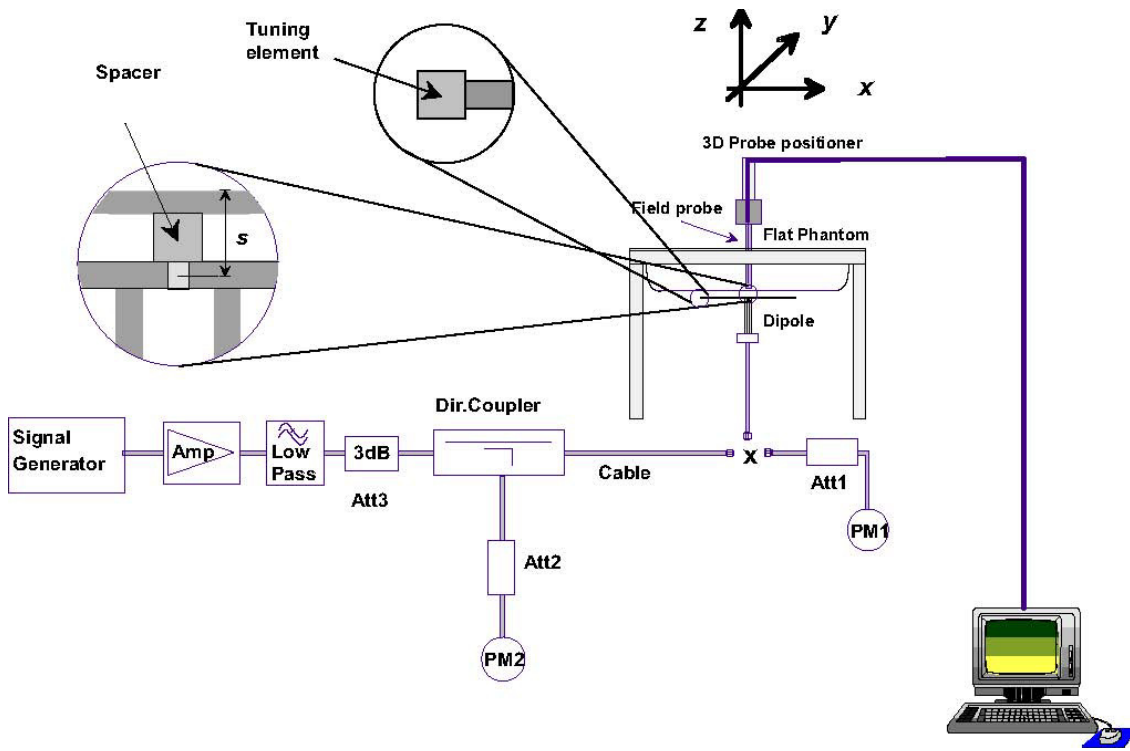 Tuning
element
Spacer
s
z
y
x
3D Probe positioner
Field probe
Flat Phantom
Dipole
Dir.Coupler
Signal
Generator
Amp
Low
Pass
3dB
Att3
Cable
x
Att1
PM1
Att2
PM2